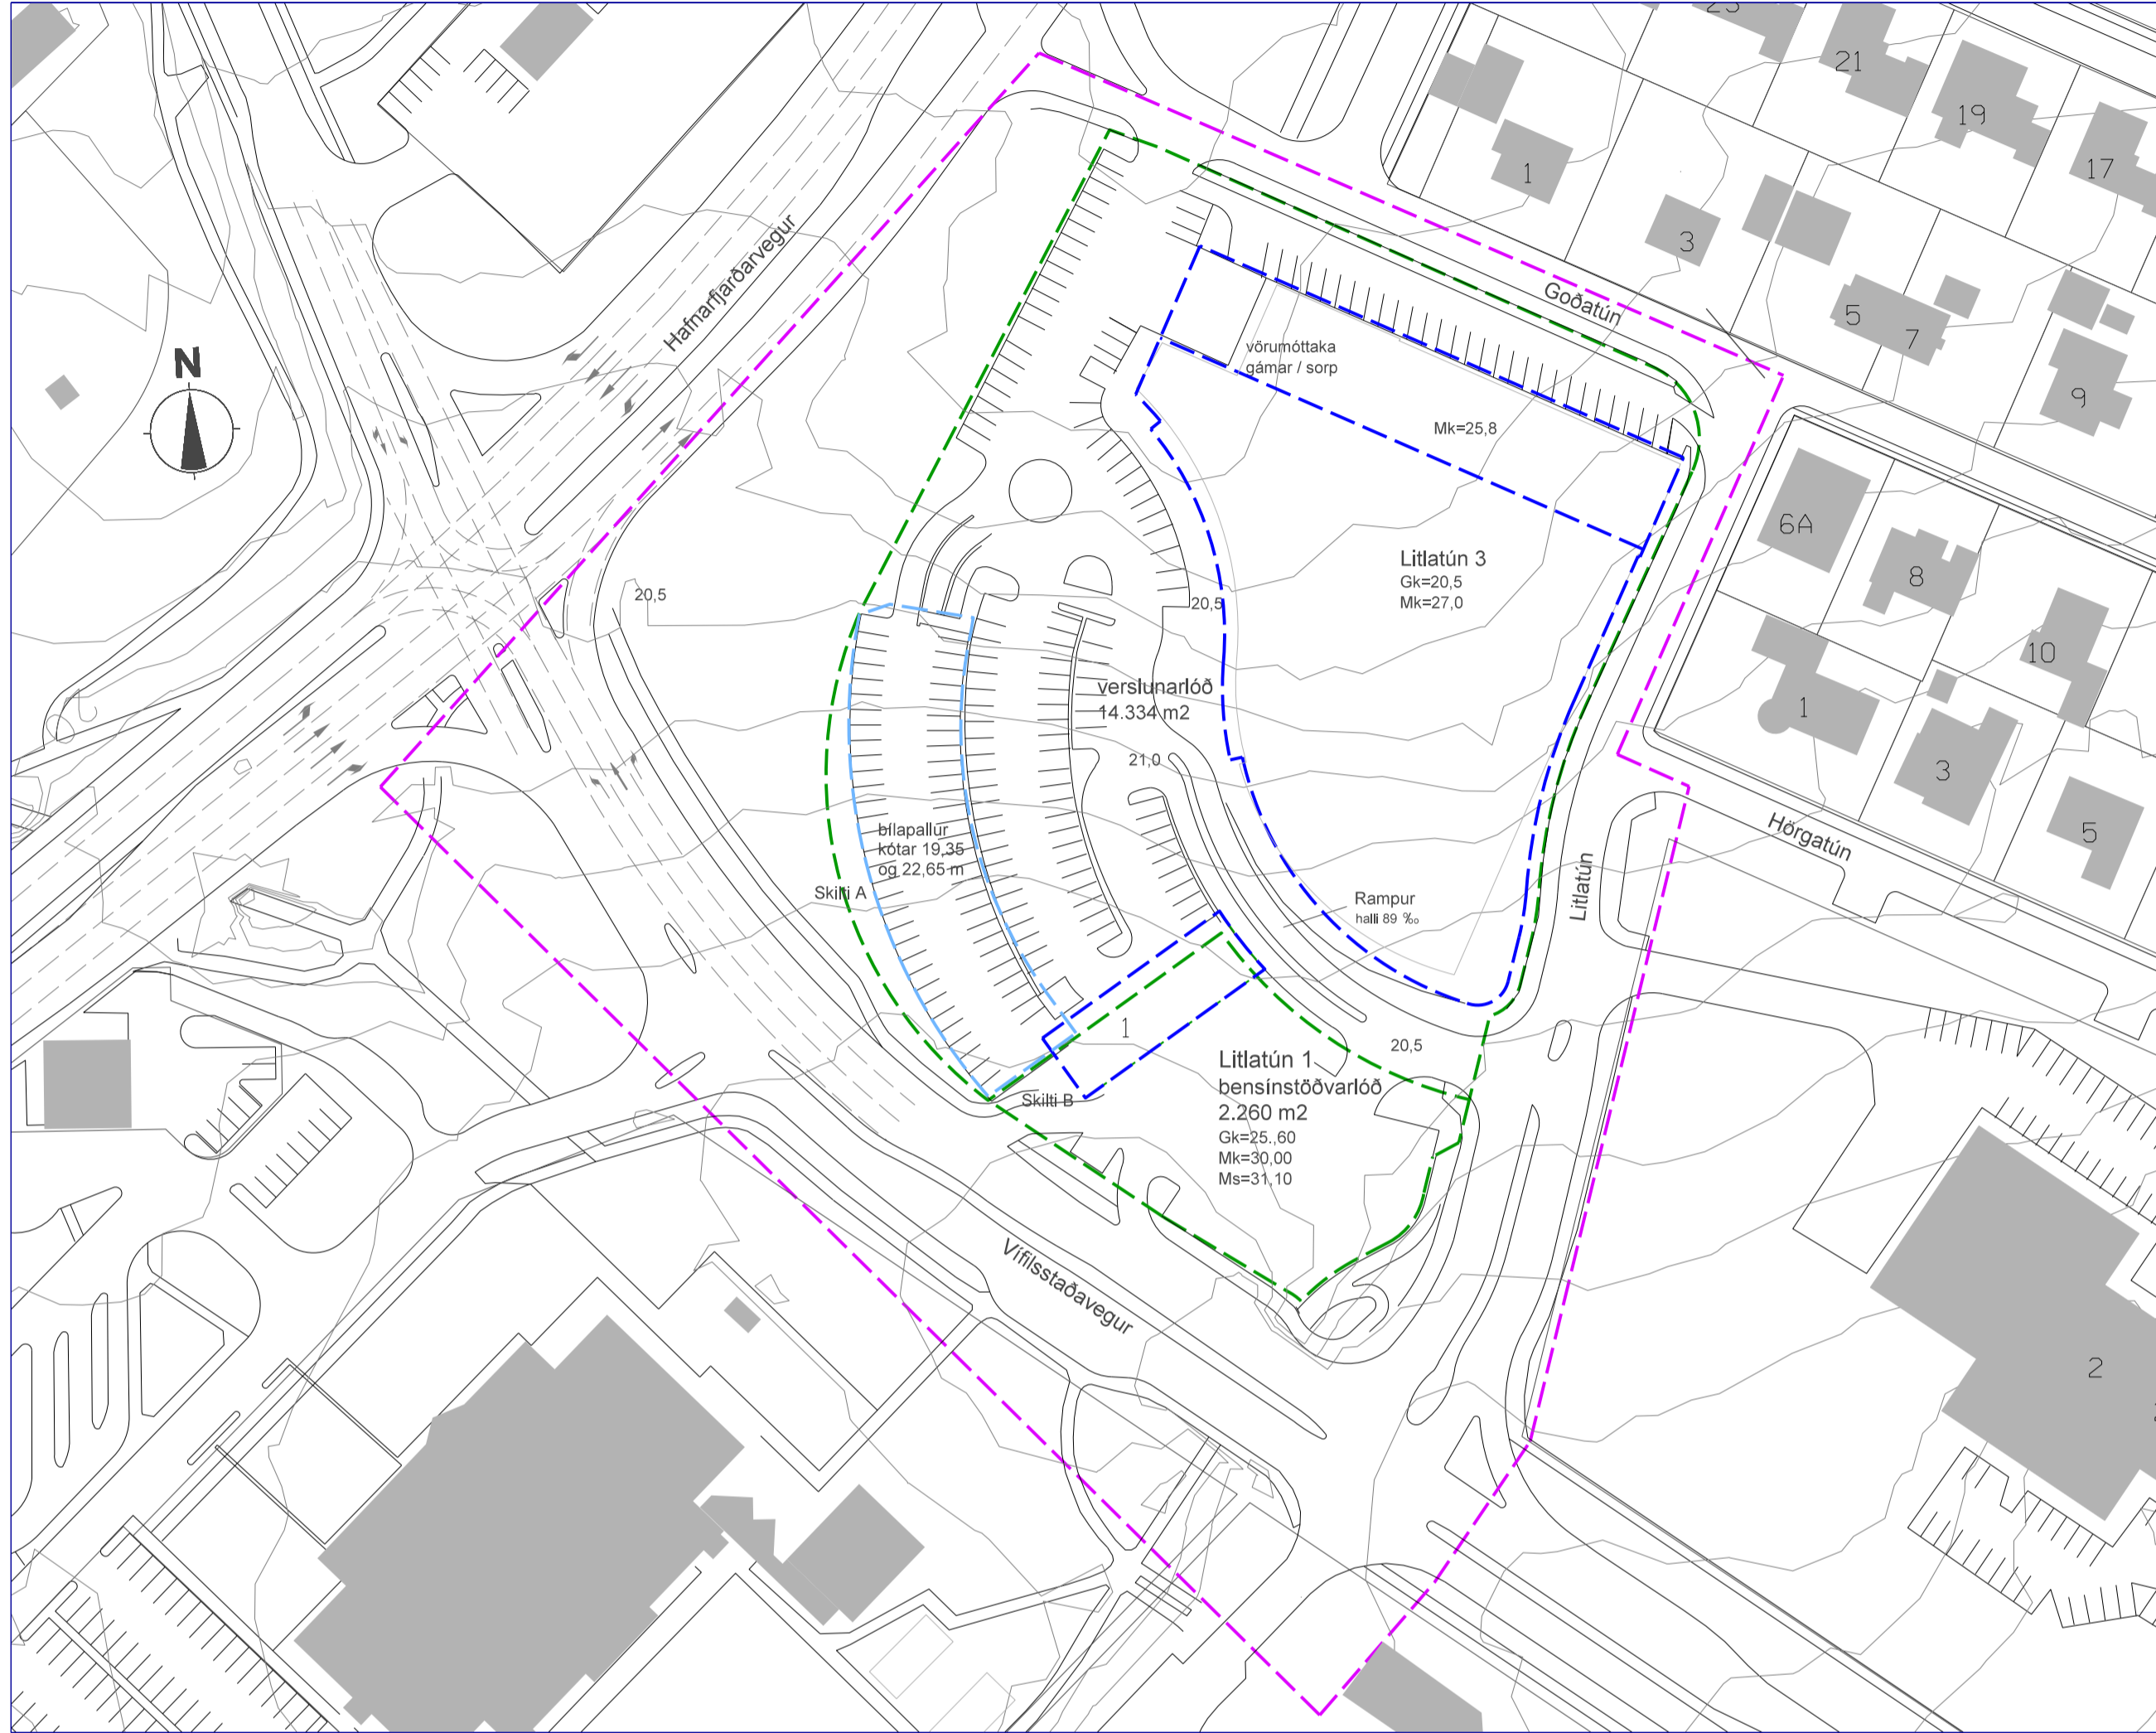 23
21
19
17
1
3
5
7
9
N
Hafnarfjarðarvegur
Goðatún
vörumóttaka
gámar / sorp
Mk=25,8
6A
8
10
Litlatún 3
Gk=20,5
Mk=27,0
20,5
20,5
verslunarlóð
14.334 m2
21,0
1
3
5
Hörgatún
bílapallur
kótar 19,35
og 22,65 m
Skilti A
Litlatún
Rampur
halli 89 ‰
1
20,5
Litlatún 1
bensínstöðvarlóð
2.260 m2
Gk=25.,60
Mk=30,00
Ms=31,10
Skilti B
Vífilsstaðavegur
2